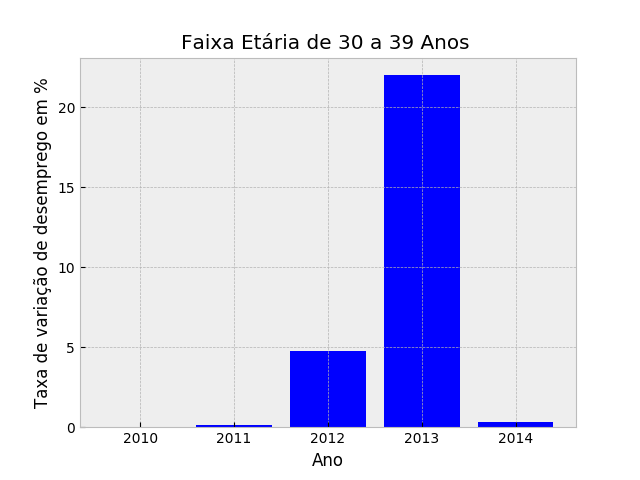 Faixa Etária de 30 a 39 Anos
Taxa de variação de desemprego em %
20
15
10
5
0
2010 2011 2012 2013 2014
Ano